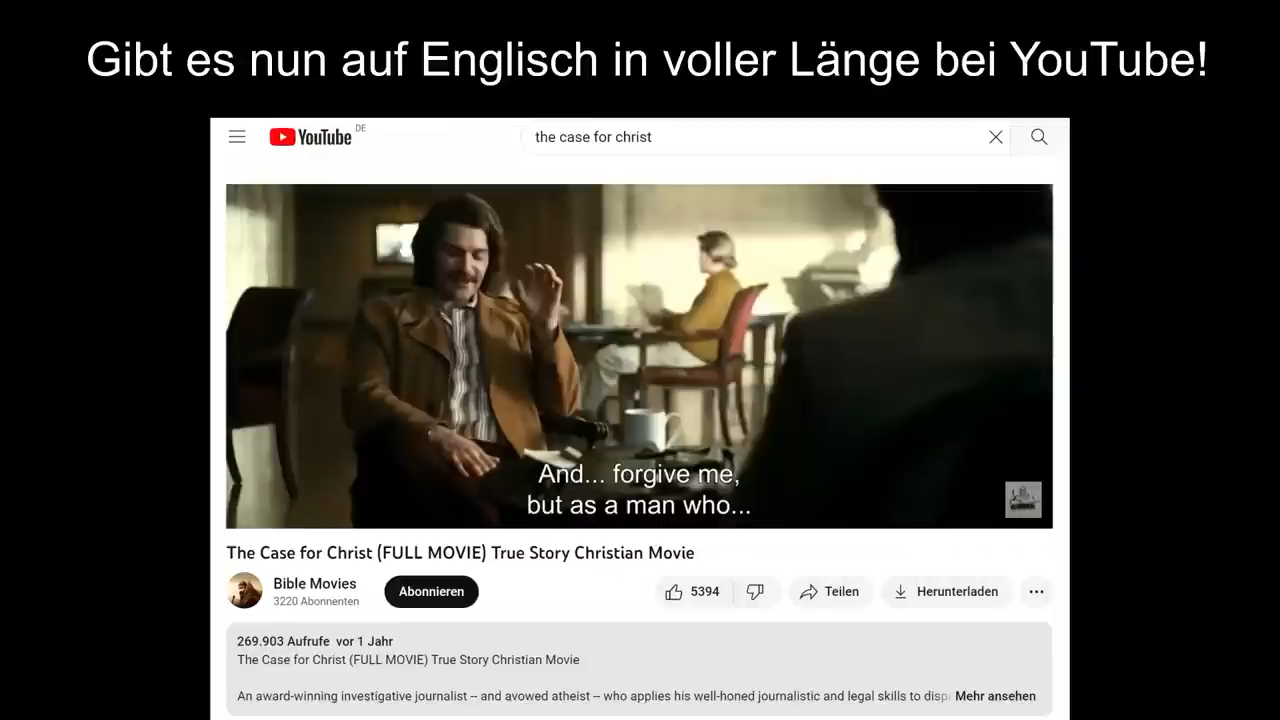 Gibt es nun auf Englisch in voller Länge bei YouTube!
YouTube DE
the case for christ
And... forgive me,
but as a man who...
The Case for Christ (FULL MOVIE) True Story Christian Movie
Bible Movies
3220 Abonnenten
Abonnieren
5394
Teilen
Herunterladen
269.903 Aufrufe vor 1 Jahr
The Case for Christ (FULL MOVIE) True Story Christian Movie
An award-winning investigative journalist -- and avowed atheist -- who applies his well-honed journalistic and legal skills to disp Mehr ansehen